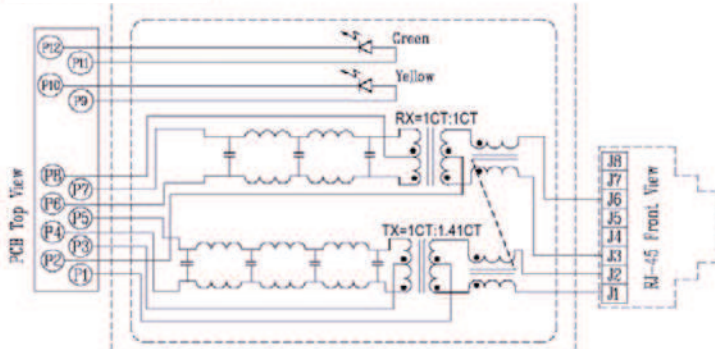 P12
Green
P11
P10
Yellow
P9
RX=1CT:1CT
P8
P7
P6
P5
P4
P3
P2
P1
TX=1CT:1.41CT
J8
J7
J6
J5
J4
J3
J2
J1
PCB Top View
RJ-45 Front View